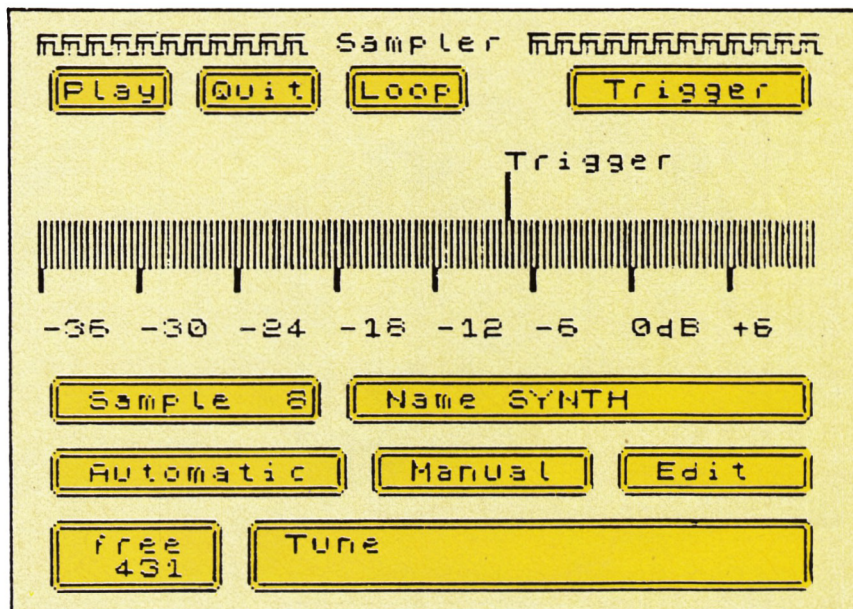 Sampler
Play Quit Loop Trigger
Trigger
-36 -30 -24 -18 -12 -6 0dB +6
Sample 8 Name SYNTH
Automatic Manual Edit
free Tune
431